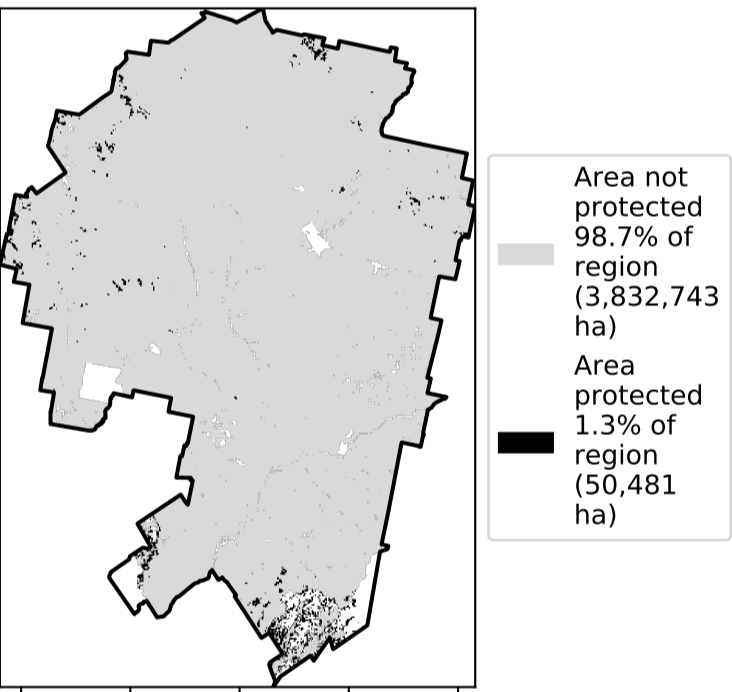 Area not
protected
98.7% of
region
(3,832,743
ha)
Area
protected
1.3% of
region
(50,481
ha)